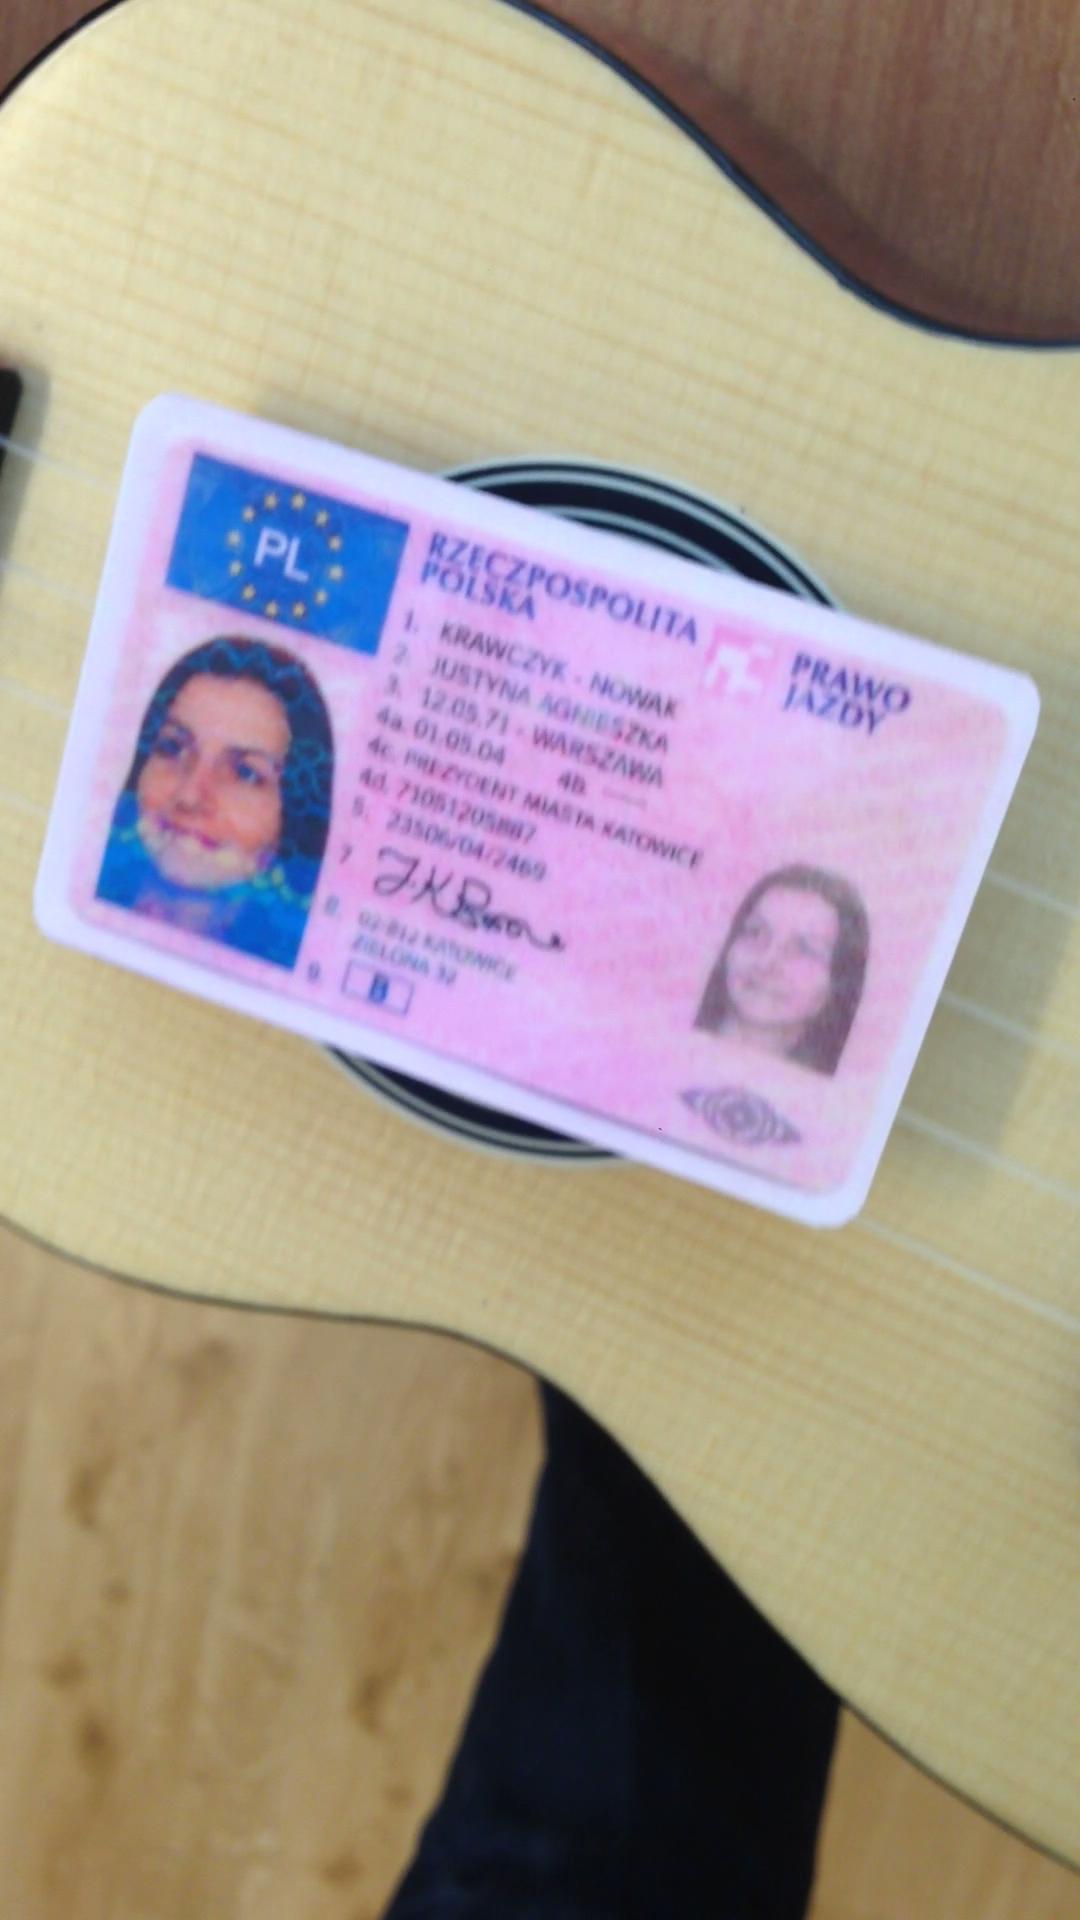 PL
RZECZPOSPOLITA
POLSKA
PRAWO
JAZDY
1. KRAWCZYK - NOWAK
2. JUSTYNA AGNIESZKA
3. 12.05.71 - WARSZAWA
4a. 01.05.04 4B. —
4c. PREZYDENT MIASTA KATOWICE
4d. 71051205887
5. 23506/04/2469
7.
8. 02-812 KATOWICE
ZIELONA 32
9. B